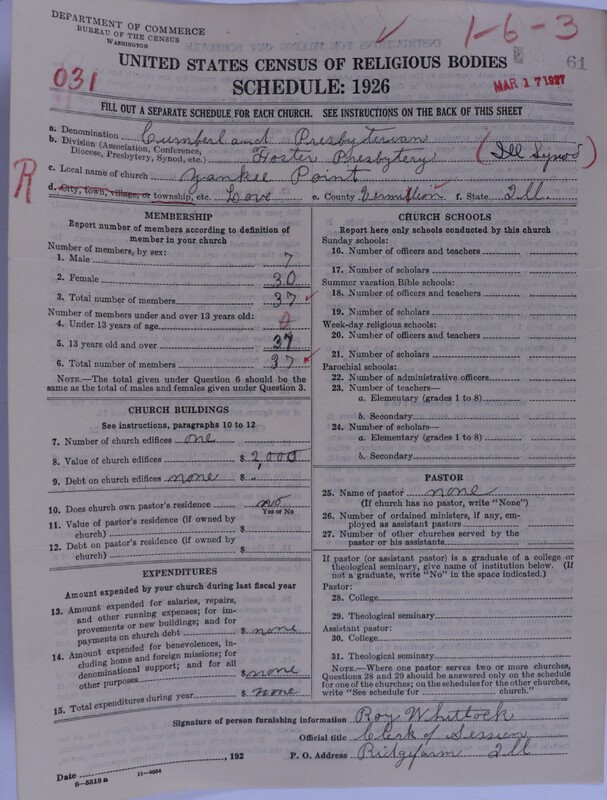 DEPARTMENT OF COMMERCE
BUREAU OF THE CENSUS
WASHINGTON
1-6-3
61
031
MAR 17 1927
UNITED STATES CENSUS OF RELIGIOUS BODIES
SCHEDULE: 1926
FILL OUT A SEPARATE SCHEDULE FOR EACH CHURCH. SEE INSTRUCTIONS ON THE BACK OF THIS SHEET
a. Denomination Cumberland Presbyterian
b. Division (Association, Conference, Diocese, Presbytery, Synod, etc.) Foster Presbytery (Ill Synod)
R
c. Local name of church Yankee Point
d. City, town, village, or township, etc. Love e. County Vermillion f. State Ill.
MEMBERSHIP
Report number of members according to definition of
member in your church
Number of members, by sex:
1. Male 7
2. Female 30
3. Total number of members 37
Number of members under and over 13 years old:
4. Under 13 years of age 0
5. 13 years old and over 37
6. Total number of members 37
NOTE.—The total given under Question 6 should be the
same as the total of males and females given under Question 3.
CHURCH BUILDINGS
See instructions, paragraphs 10 to 12
7. Number of church edifices one
8. Value of church edifices $ 2,000
9. Debt on church edifices none $
10. Does church own pastor's residence no
Yes or No
11. Value of pastor's residence (if owned by
church) $
12. Debt on pastor's residence (if owned by
church) $
EXPENDITURES
Amount expended by your church during last fiscal year
13. Amount expended for salaries, repairs,
and other running expenses; for im-
provements or new buildings; and for
payments on church debt $ none
14. Amount expended for benevolences, in-
cluding home and foreign missions; for
denominational support; and for all
other purposes $ none
15. Total expenditures during year $ none
CHURCH SCHOOLS
Report here only schools conducted by this church
Sunday schools:
16. Number of officers and teachers
17. Number of scholars
Summer vacation Bible schools:
18. Number of officers and teachers
19. Number of scholars
Week-day religious schools:
20. Number of officers and teachers
21. Number of scholars
Parochial schools:
22. Number of administrative officers
23. Number of teachers—
a. Elementary (grades 1 to 8)
b. Secondary
24. Number of scholars—
a. Elementary (grades 1 to 8)
b. Secondary
PASTOR
25. Name of pastor none
(If church has no pastor, write "None")
26. Number of ordained ministers, if any, em-
ployed as assistant pastors
27. Number of other churches served by the
pastor or his assistants
If pastor (or assistant pastor) is a graduate of a college or
theological seminary, give name of institution below. (If
not a graduate, write "No" in the space indicated.)
Pastor:
28. College
29. Theological seminary
Assistant pastor:
30. College
31. Theological seminary
NOTE.—Where one pastor serves two or more churches,
Questions 28 and 29 should be answered only on the schedule
for one of the churches; on the schedules for the other churches,
write "See schedule for church."
Signature of person furnishing information Roy Whitlock
Official title Clerk of Session
Date , 192 P. O. Address Ridgefarm Ill
8-5518a 11-4064